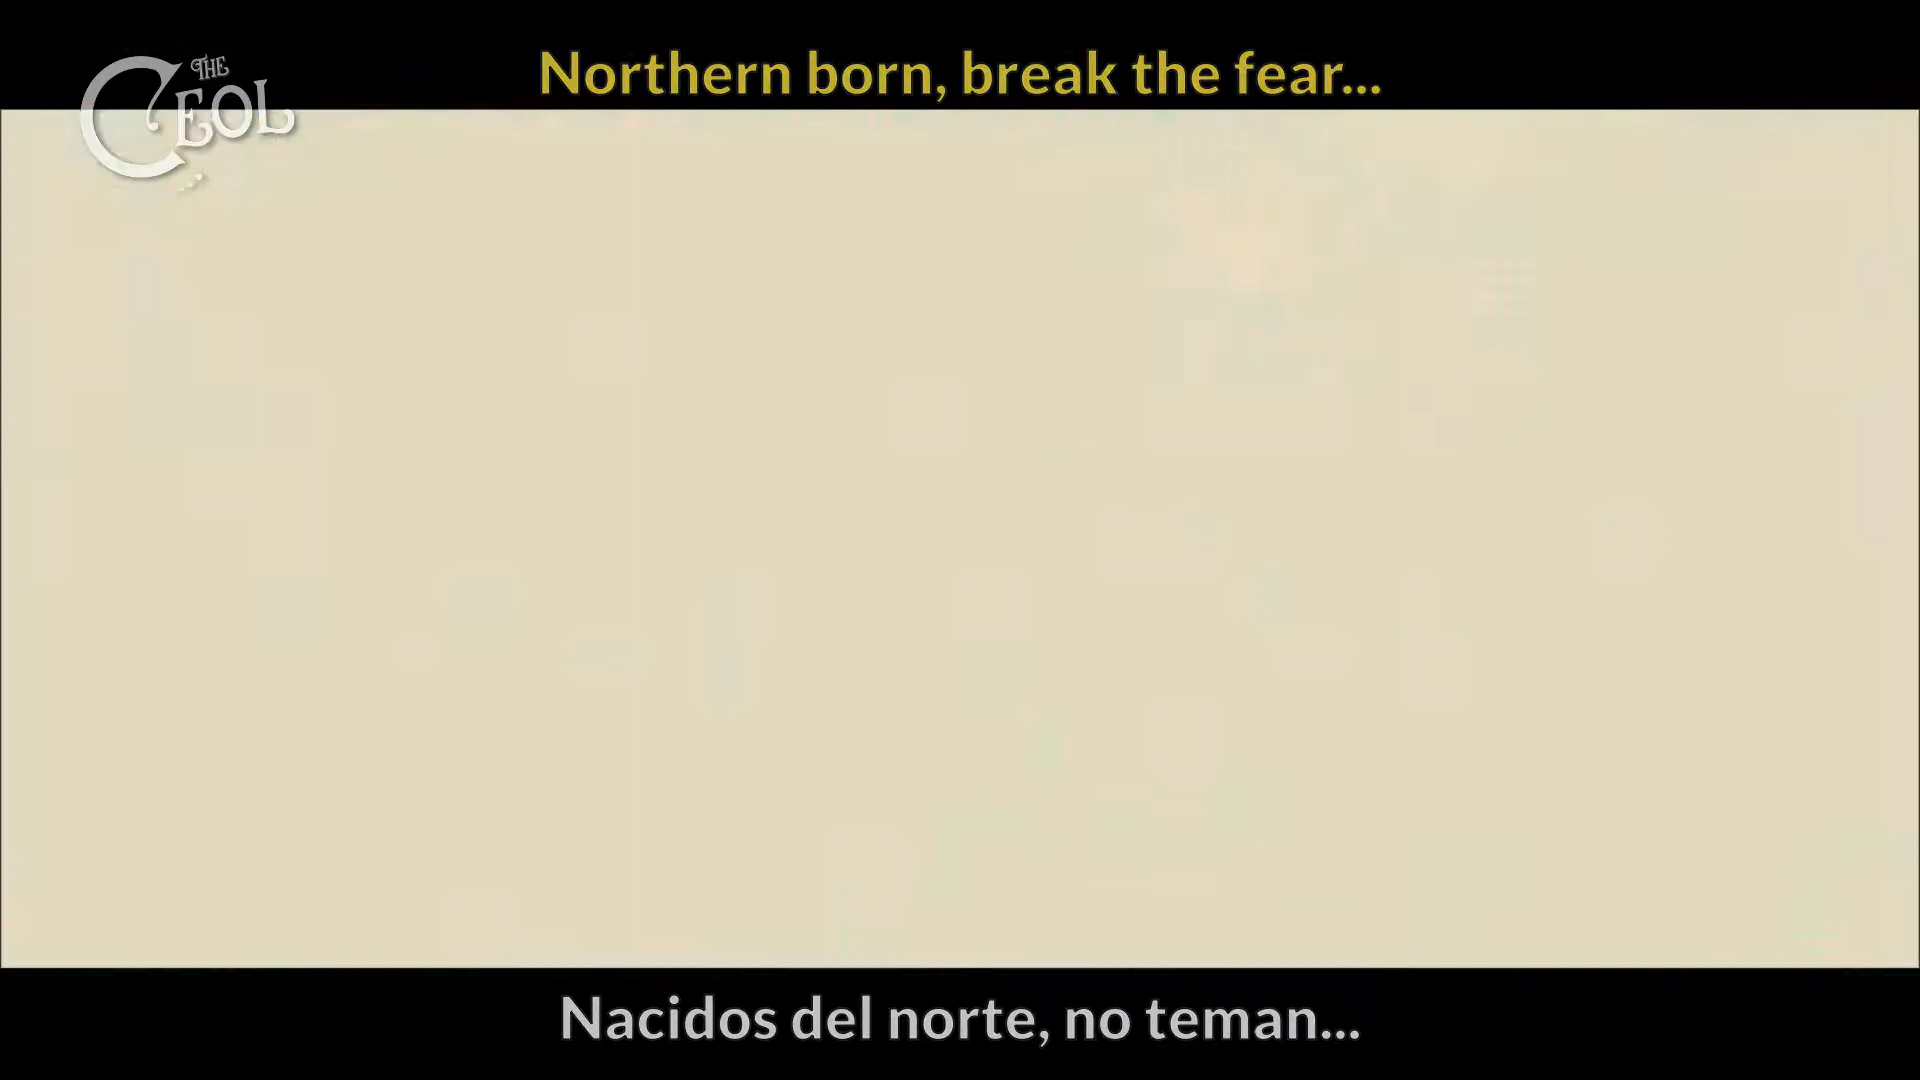 Northern born, break the fear...
THE
CEOL
Nacidos del norte, no teman...